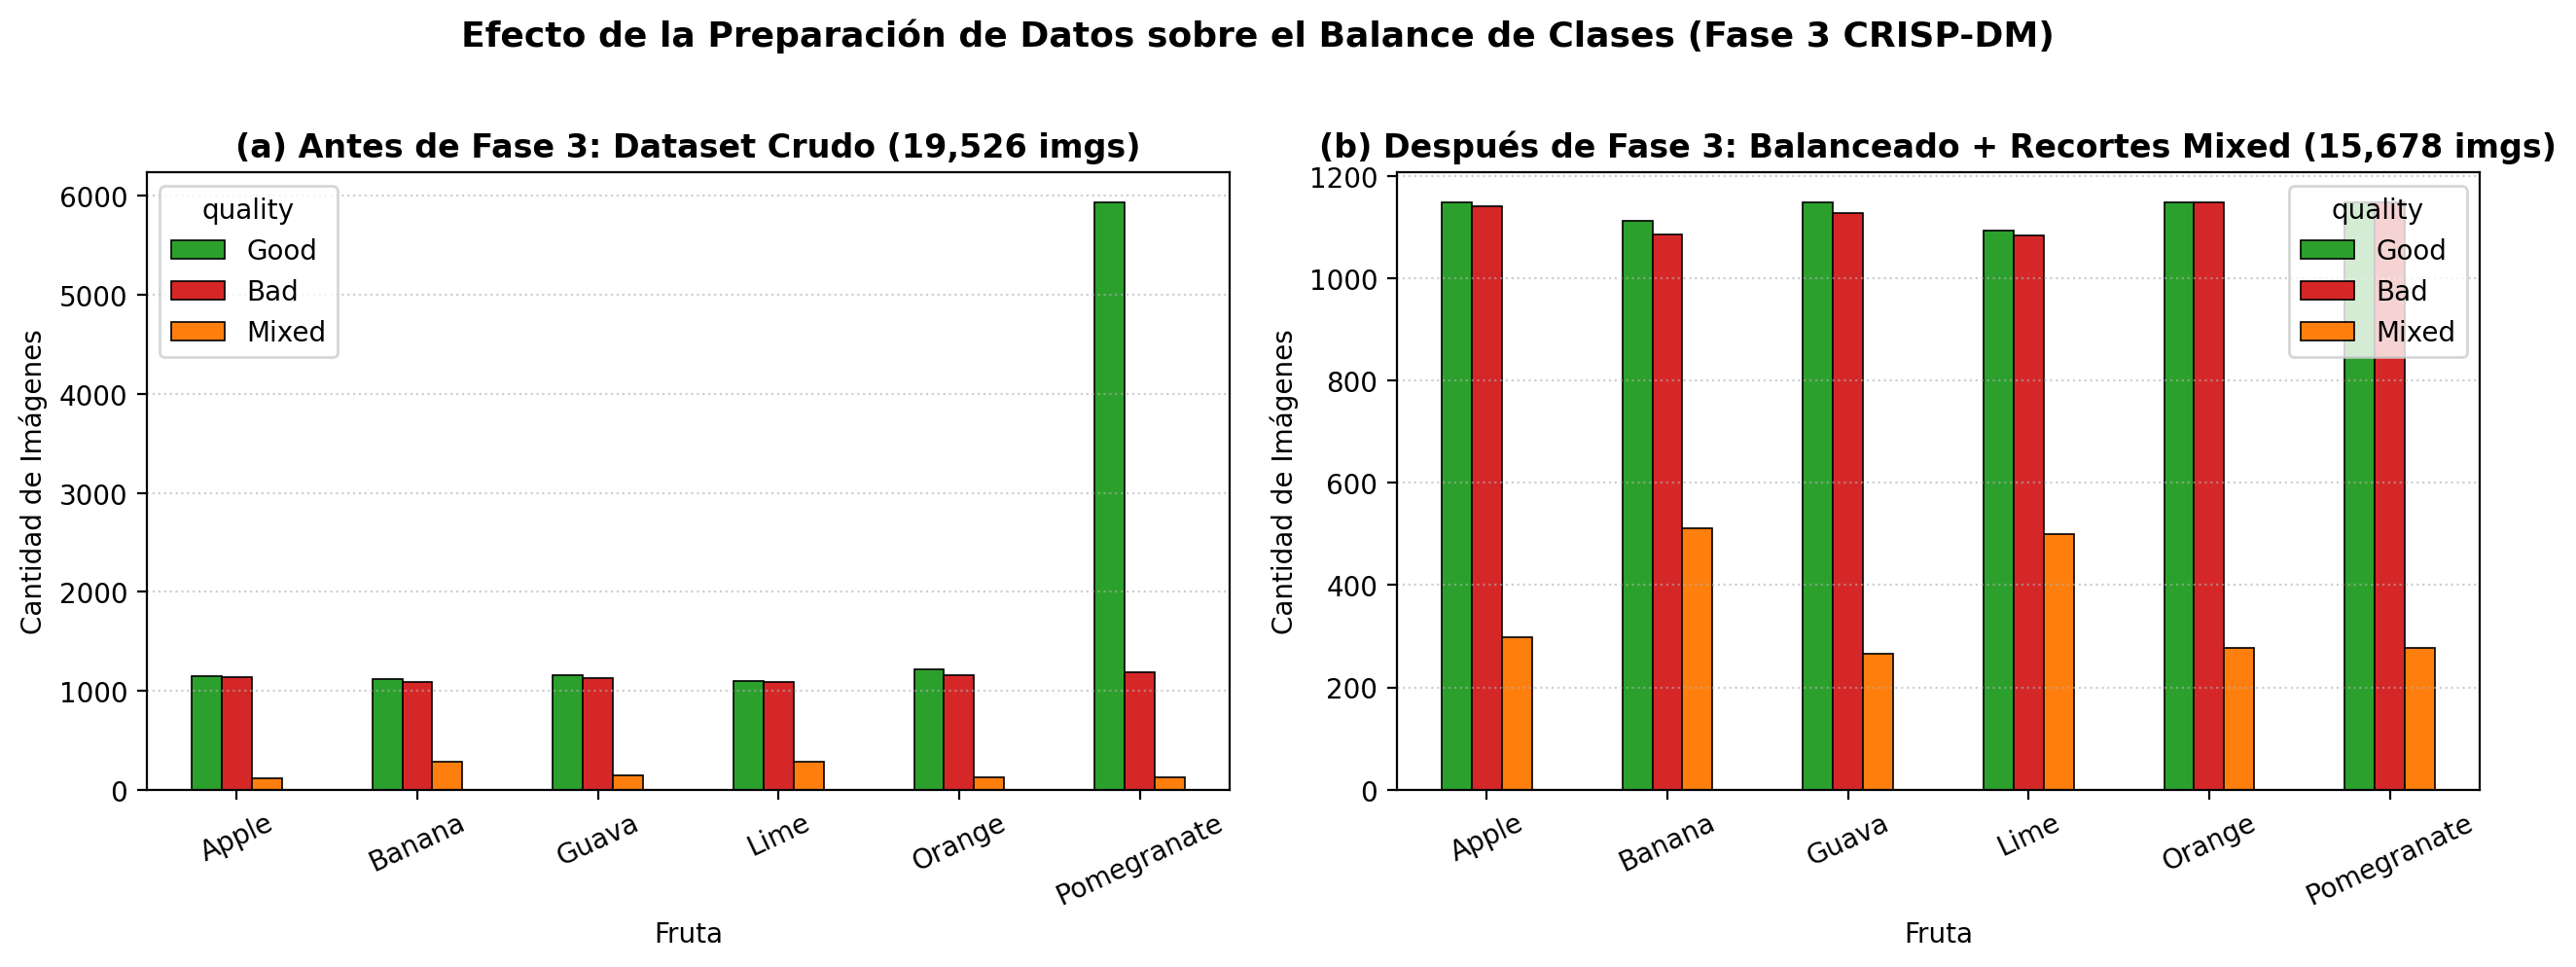 Efecto de la Preparación de Datos sobre el Balance de Clases (Fase 3 CRISP-DM)
(a) Antes de Fase 3: Dataset Crudo (19,526 imgs)
6000
5000
4000
3000
2000
1000
0
Cantidad de Imágenes
quality
Good
Bad
Mixed
Apple
Banana
Guava
Lime
Orange
Pomegranate
Fruta
(b) Después de Fase 3: Balanceado + Recortes Mixed (15,678 imgs)
1200
1000
800
600
400
200
0
Cantidad de Imágenes
quality
Good
Bad
Mixed
Apple
Banana
Guava
Lime
Orange
Pomegranate
Fruta